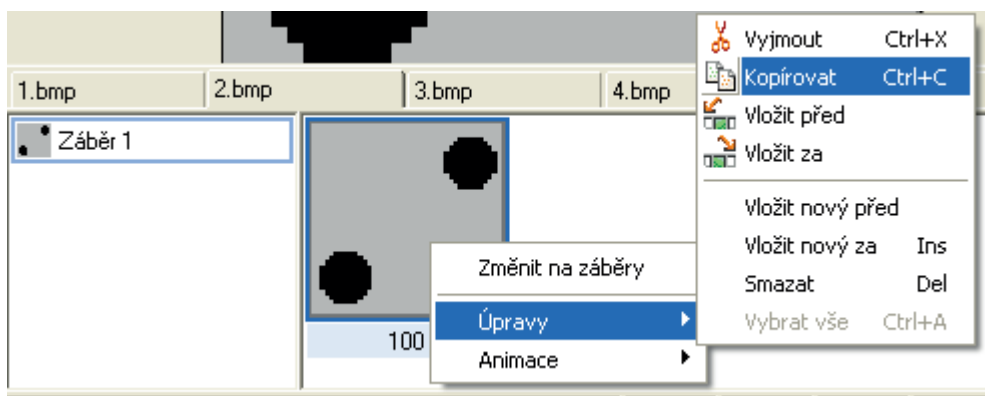 1.bmp
2.bmp
3.bmp
4.bmp
Záběr 1
100
Změnit na záběry
Úpravy
Animace
Vyjmout Ctrl+X
Kopírovat Ctrl+C
Vložit před
Vložit za
Vložit nový před
Vložit nový za Ins
Smazat Del
Vybrat vše Ctrl+A